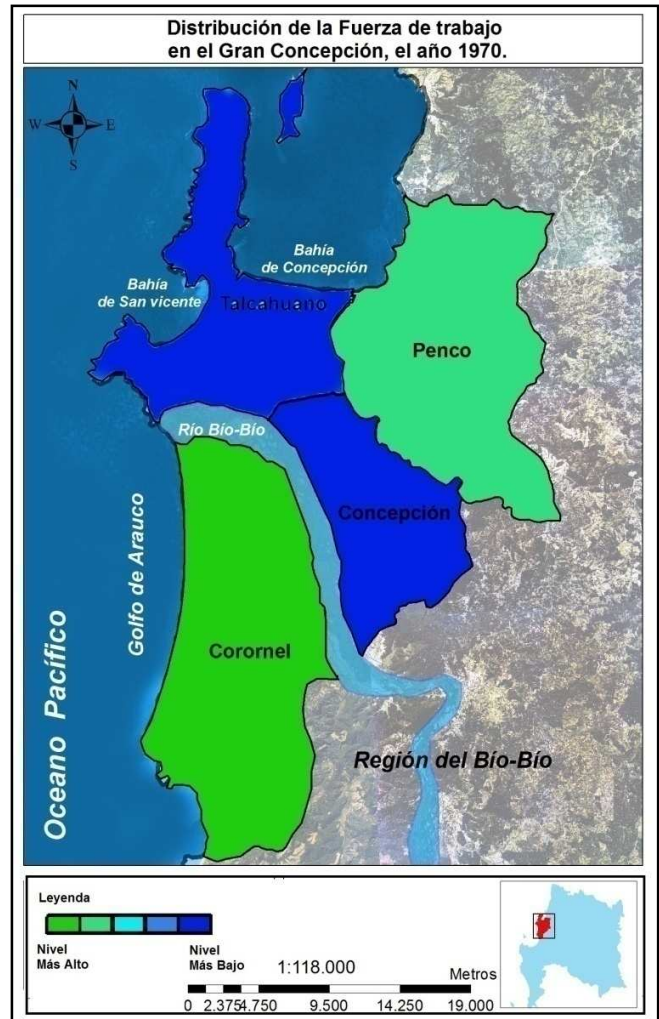 Distribución de la Fuerza de trabajo
en el Gran Concepción, el año 1970.
N
W E
S
Bahía
de Concepción
Bahía
de San vicente
Talcahuano
Penco
Río Bío-Bío
Concepción
Golfo de Arauco
Corornel
Oceano Pacífico
Región del Bío-Bío
Leyenda
Nivel
Más Alto
Nivel
Más Bajo
1:118.000
Metros
0 2.3754.750 9.500 14.250 19.000